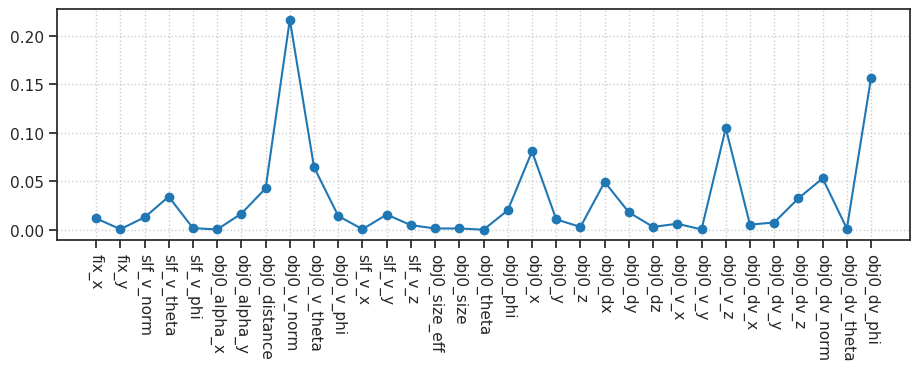 0.20
0.15
0.10
0.05
0.00
fix_x
fix_y
slf_v_norm
slf_v_theta
slf_v_phi
obj0_alpha_x
obj0_alpha_y
obj0_distance
obj0_v_norm
obj0_v_theta
obj0_v_phi
slf_v_x
slf_v_y
slf_v_z
obj0_size_eff
obj0_size
obj0_theta
obj0_phi
obj0_x
obj0_y
obj0_z
obj0_dx
obj0_dy
obj0_dz
obj0_v_x
obj0_v_y
obj0_v_z
obj0_dv_x
obj0_dv_y
obj0_dv_z
obj0_dv_norm
obj0_dv_theta
obj0_dv_phi